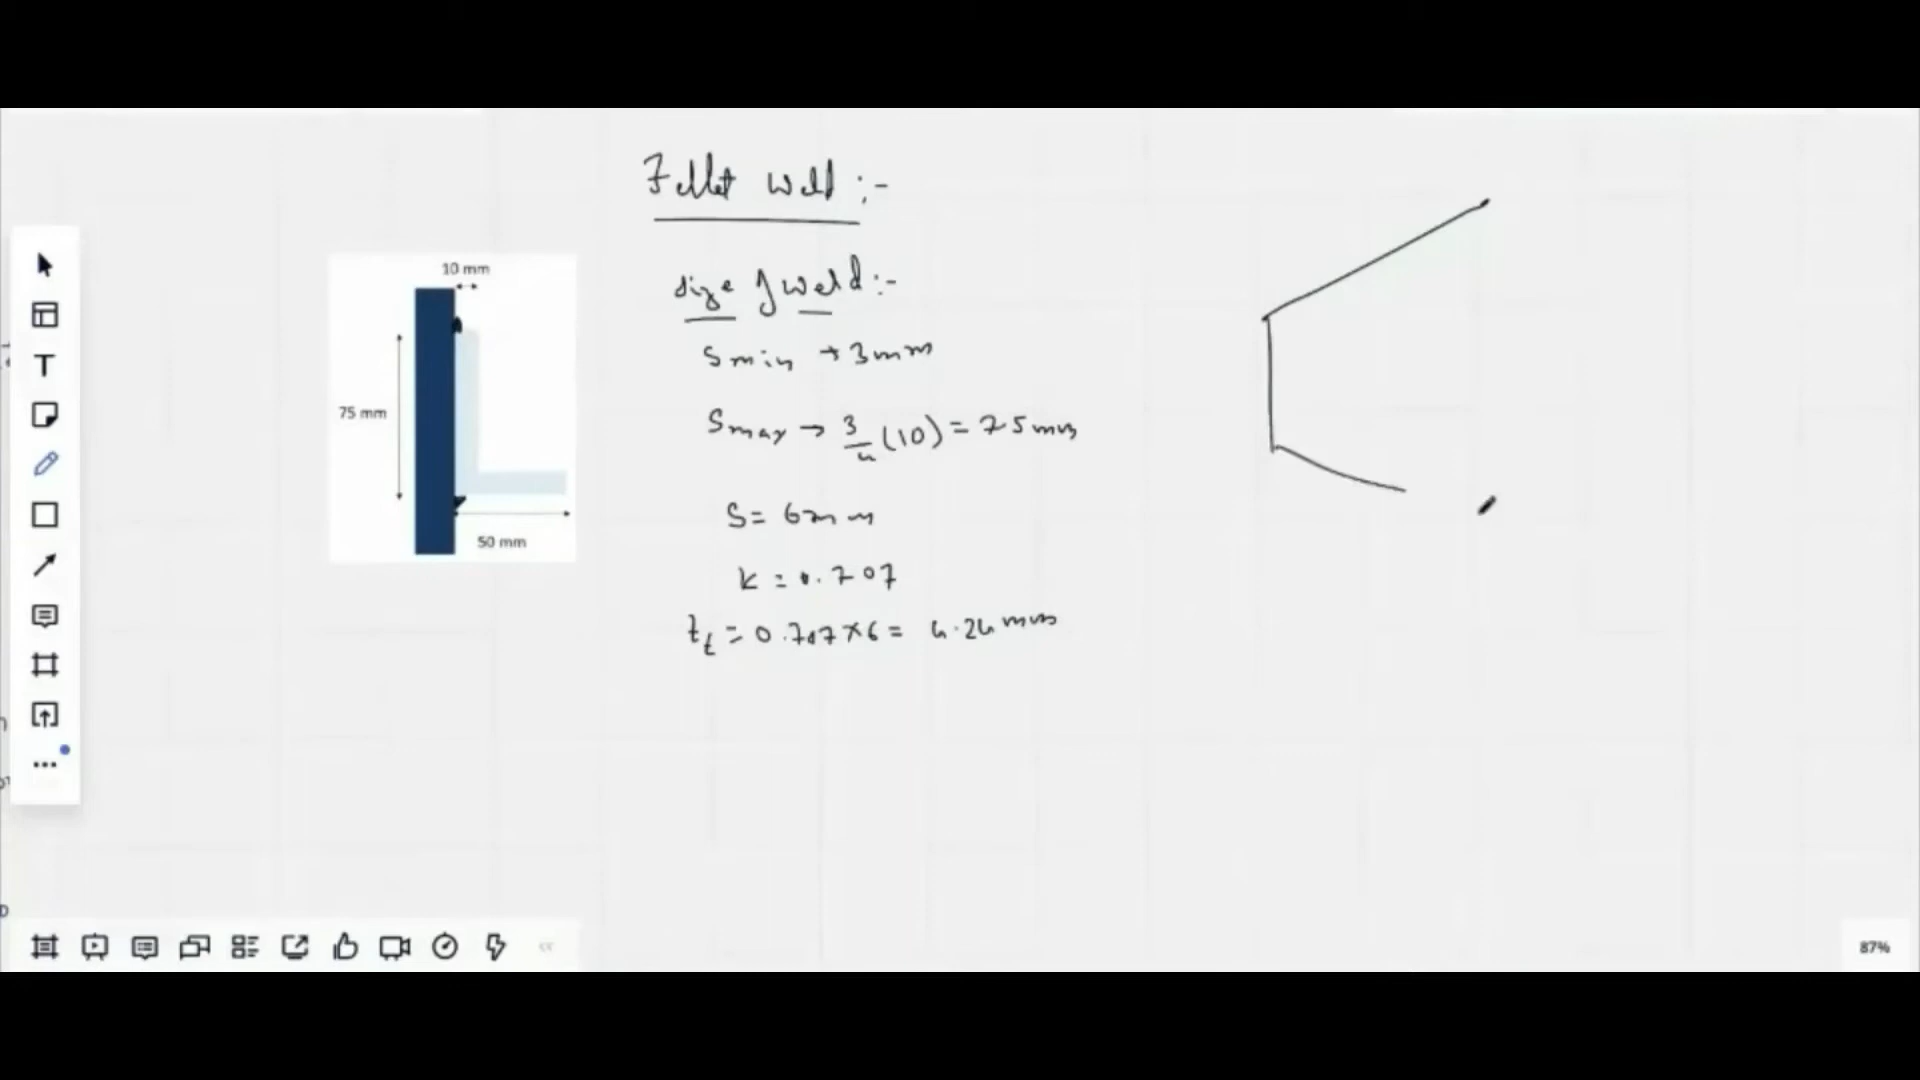 Fillet weld :-
10 mm
size of weld :-
Smin → 3mm
75 mm
Smax → 3/4 (10) = 7.5 mm
S = 6mm
50 mm
k = 0.707
tt = 0.707 × 6 = 4.24 mm
87%